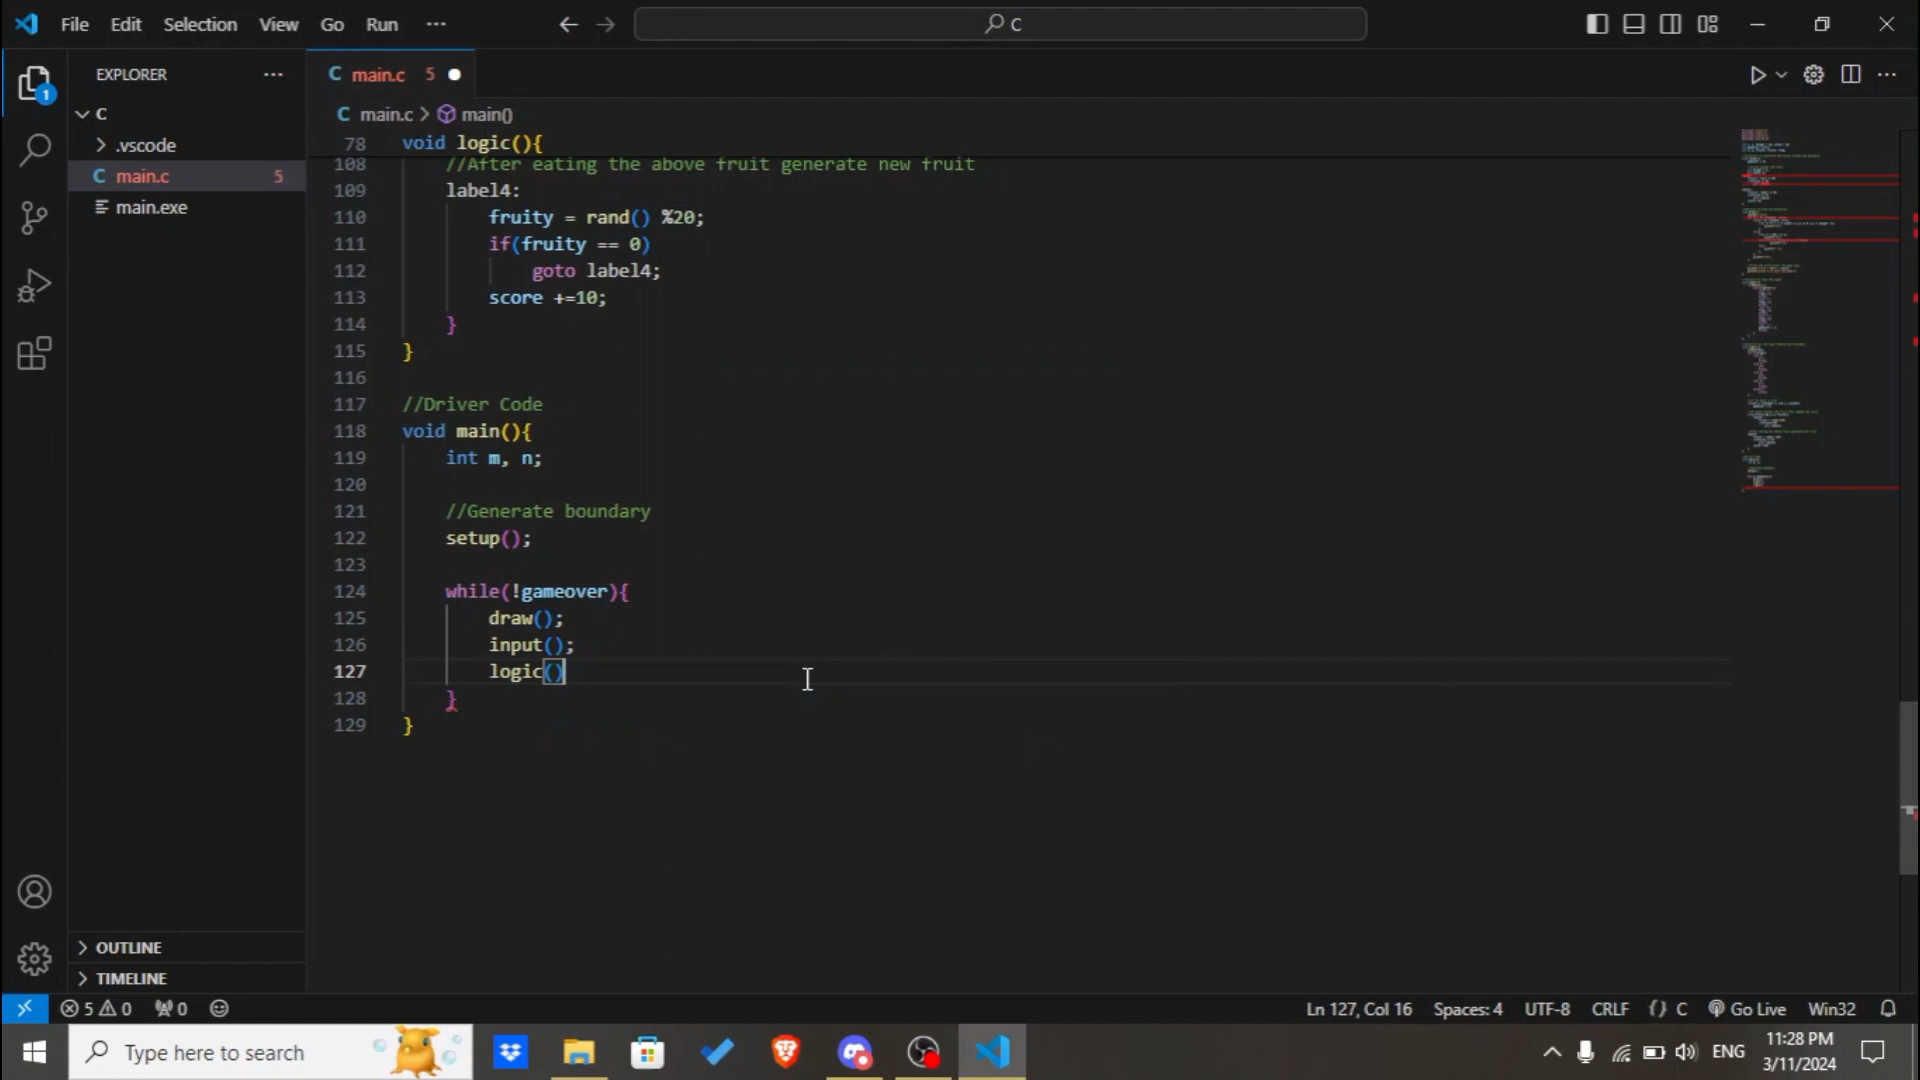 File Edit Selection View Go Run ···
C
EXPLORER ···
C main.c 5
C
.vscode
C main.c 5
main.exe
C main.c > main()
78 void logic(){
108 //After eating the above fruit generate new fruit
109 label4:
110 fruity = rand() %20;
111 if(fruity == 0)
112 goto label4;
113 score +=10;
114 }
115 }
116
117 //Driver Code
118 void main(){
119 int m, n;
120
121 //Generate boundary
122 setup();
123
124 while(!gameover){
125 draw();
126 input();
127 logic()
128 }
129 }
OUTLINE
TIMELINE
1
5 0 0
Ln 127, Col 16 Spaces: 4 UTF-8 CRLF {} C Go Live Win32
Type here to search
ENG
11:28 PM
3/11/2024